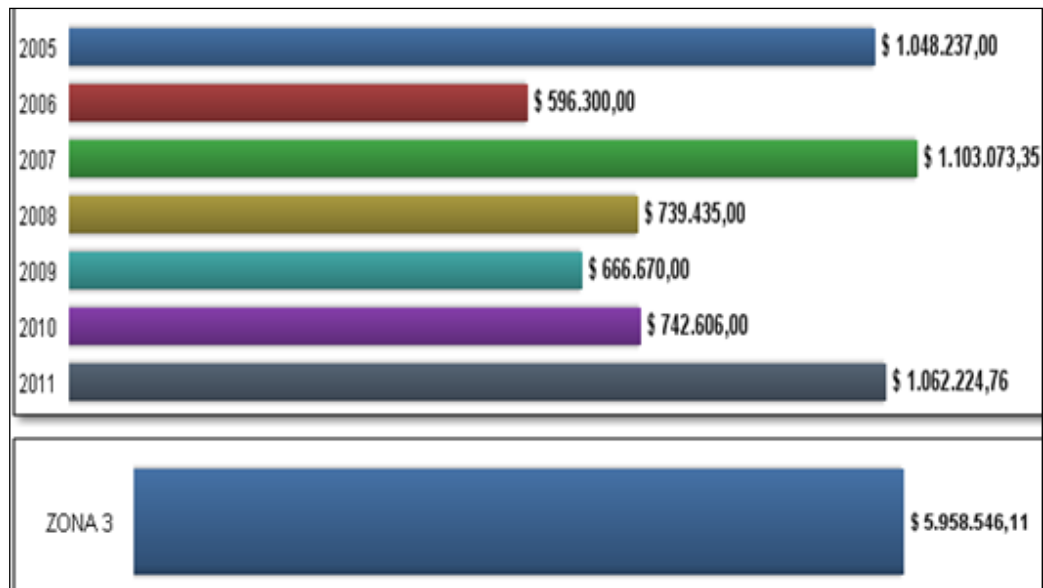 2005 $ 1.048.237,00
2006 $ 596.300,00
2007 $ 1.103.073,35
2008 $ 739.435,00
2009 $ 666.670,00
2010 $ 742.606,00
2011 $ 1.062.224,76
ZONA 3 $ 5.958.546,11